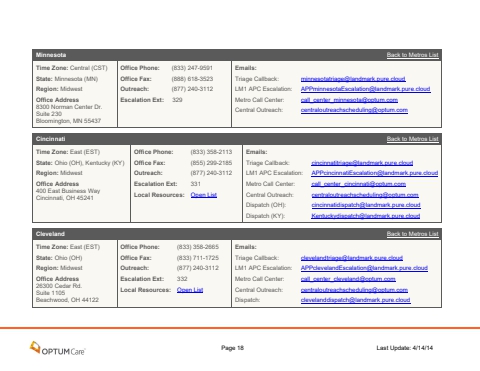 Minnesota Back to Metros List
Time Zone: Central (CST) Office Phone: (833) 247-9591 Emails:
State: Minnesota (MN) Office Fax: (888) 616-3523 Triage Callback: minnesotatriage@landmark.pure.cloud
Region: Midwest Outreach: (877) 240-3112 LM1 APC Escalation: APPminnesotaEscalation@landmark.pure.cloud
Office Address Escalation Ext: 329 Metro Call Center: call_center_minnesota@optum.com
8300 Norman Center Dr. Central Outreach: centraloutreachscheduling@optum.com
Suite 230
Bloomington, MN 55437
Cincinnati Back to Metros List
Time Zone: East (EST) Office Phone: (833) 358-2113 Emails:
State: Ohio (OH), Kentucky (KY) Office Fax: (855) 299-2185 Triage Callback: cincinnatitriage@landmark.pure.cloud
Region: Midwest Outreach: (877) 240-3112 LM1 APC Escalation: APPcincinnatiEscalation@landmark.pure.cloud
Office Address Escalation Ext: 331 Metro Call Center: call_center_cincinnati@optum.com
400 East Business Way Local Resources: Open List Central Outreach: centraloutreachscheduling@optum.com
Cincinnati, OH 45241 Dispatch (OH): cincinnatidispatch@landmark.pure.cloud
Dispatch (KY): Kentuckydispatch@landmark.pure.cloud
Cleveland Back to Metros List
Time Zone: East (EST) Office Phone: (833) 358-2665 Emails:
State: Ohio (OH) Office Fax: (833) 711-1725 Triage Callback: clevelandtriage@landmark.pure.cloud
Region: Midwest Outreach: (877) 240-3112 LM1 APC Escalation: APPclevelandEscalation@landmark.pure.cloud
Office Address Escalation Ext: 332 Metro Call Center: call_center_cleveland@optum.com
26300 Cedar Rd. Local Resources: Open List Central Outreach: centraloutreachscheduling@optum.com
Suite 1105 Dispatch: clevelanddispatch@landmark.pure.cloud
Beachwood, OH 44122
OPTUMCare Page 18 Last Update: 4/14/14